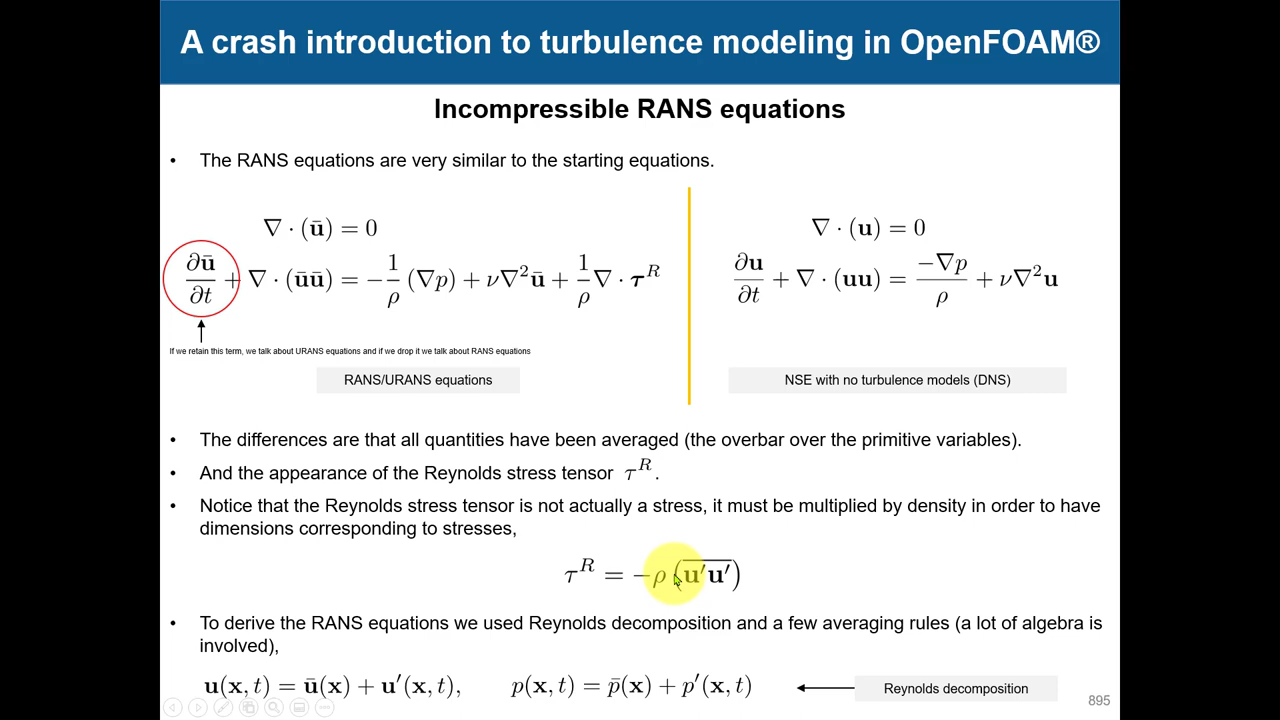 A crash introduction to turbulence modeling in OpenFOAM®
Incompressible RANS equations
• The RANS equations are very similar to the starting equations.
∇ · (ū) = 0
∂ū/∂t + ∇ · (ūū) = −1/ρ (∇p) + ν∇²ū + 1/ρ ∇ · τᴿ
If we retain this term, we talk about URANS equations and if we drop it we talk about RANS equations
RANS/URANS equations
∇ · (u) = 0
∂u/∂t + ∇ · (uu) = −∇p/ρ + ν∇²u
NSE with no turbulence models (DNS)
• The differences are that all quantities have been averaged (the overbar over the primitive variables).
• And the appearance of the Reynolds stress tensor τᴿ.
• Notice that the Reynolds stress tensor is not actually a stress, it must be multiplied by density in order to have
dimensions corresponding to stresses,
τᴿ = −ρ (u̅′̅u̅′̅)
• To derive the RANS equations we used Reynolds decomposition and a few averaging rules (a lot of algebra is
involved),
u(x, t) = ū(x) + u′(x, t), p(x, t) = p̄(x) + p′(x, t)
Reynolds decomposition
895